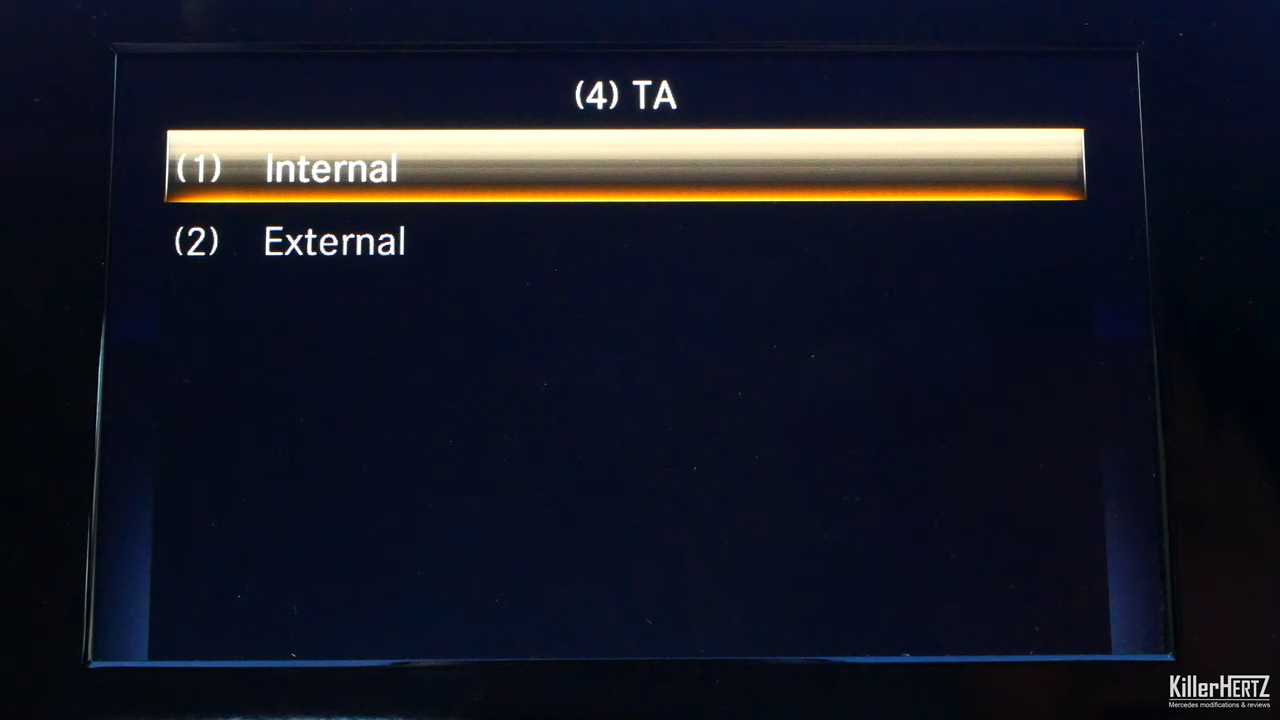 (4) TA
(1) Internal
(2) External
KillerHERTZ
Mercedes modifications & reviews